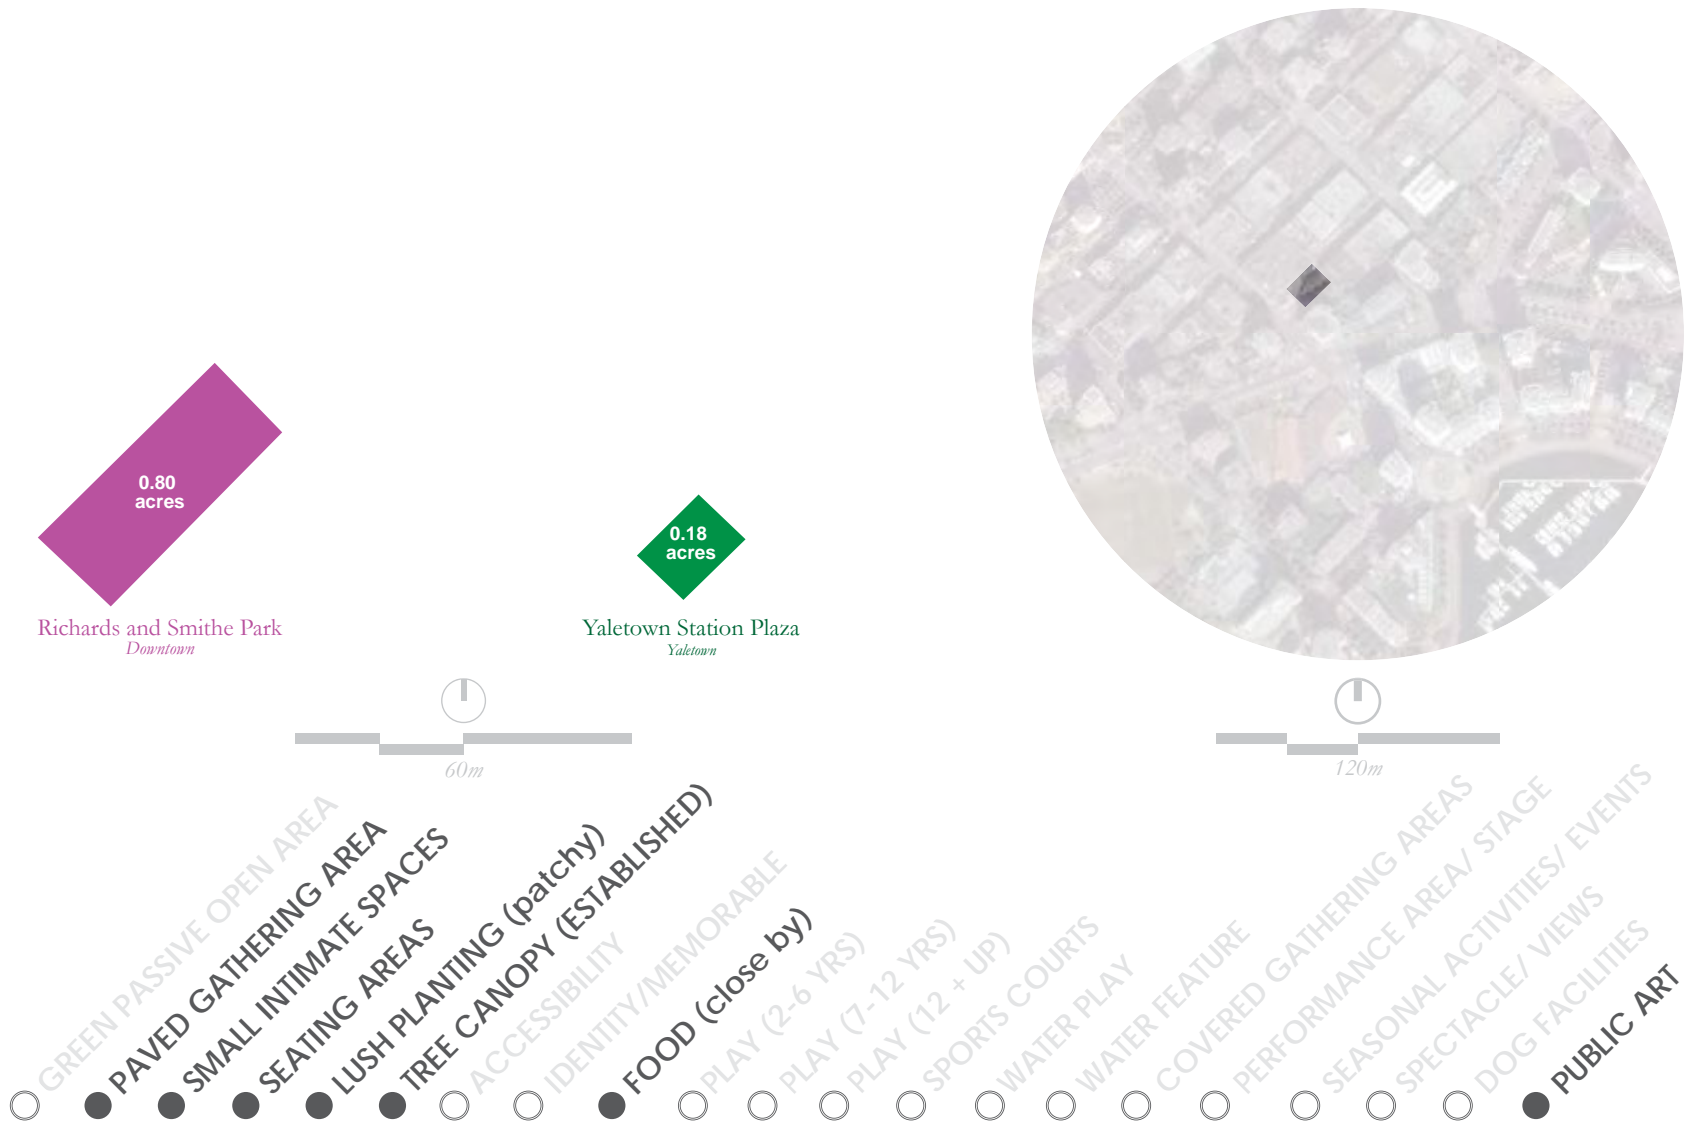 0.80
acres
0.18
acres
Richards and Smithe Park
Downtown
Yaletown Station Plaza
Yaletown
60m
120m
GREEN PASSIVE OPEN AREA
PAVED GATHERING AREA
SMALL INTIMATE SPACES
SEATING AREAS
LUSH PLANTING (patchy)
TREE CANOPY (ESTABLISHED)
ACCESSIBILITY
IDENTITY/MEMORABLE
FOOD (close by)
PLAY (2-6 YRS)
PLAY (7-12 YRS)
PLAY (12 + UP)
SPORTS COURTS
WATER PLAY
WATER FEATURE
COVERED GATHERING AREAS
PERFORMANCE AREA/ STAGE
SEASONAL ACTIVITIES/ EVENTS
SPECTACLE/ VIEWS
DOG FACILITIES
PUBLIC ART